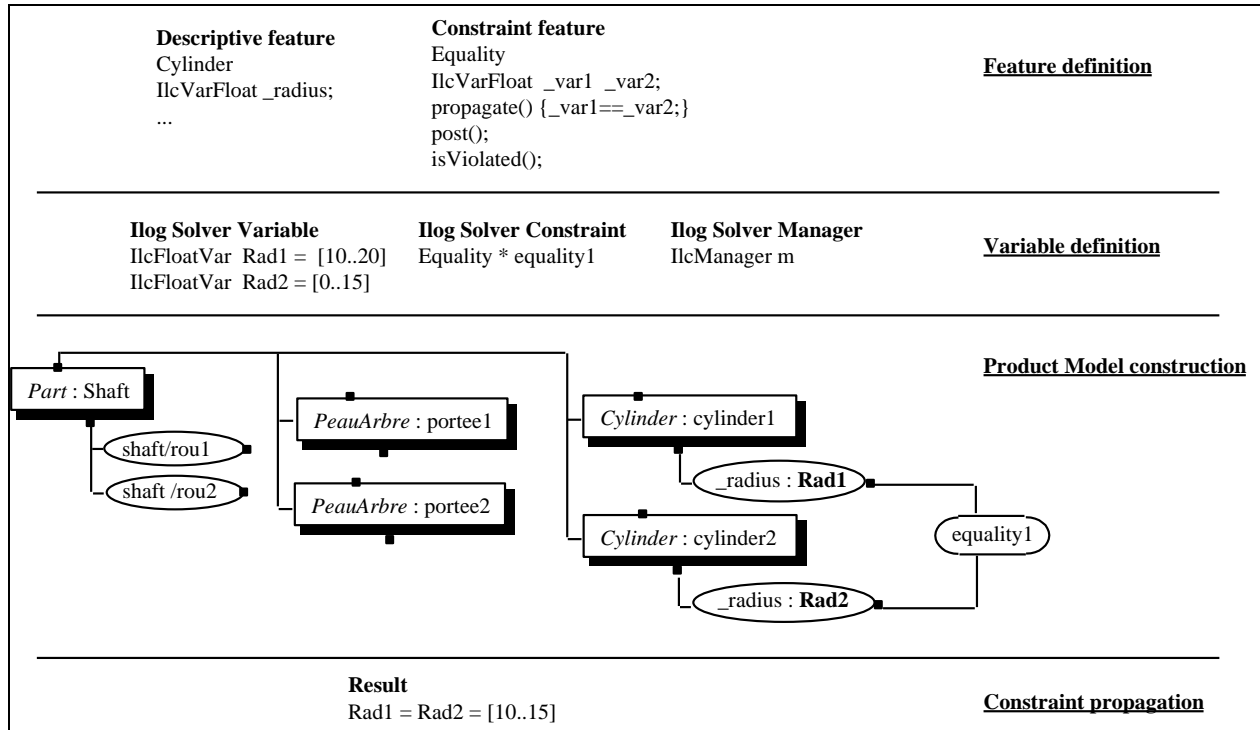 Descriptive feature
Cylinder
IlcVarFloat _radius;
...
Constraint feature
Equality
IlcVarFloat _var1 _var2;
propagate() {_var1==_var2;}
post();
isViolated();
Feature definition
Ilog Solver Variable
IlcFloatVar Rad1 = [10..20]
IlcFloatVar Rad2 = [0..15]
Ilog Solver Constraint
Equality * equality1
Ilog Solver Manager
IlcManager m
Variable definition
Product Model construction
Part : Shaft
shaft/rou1
shaft /rou2
PeauArbre : portee1
PeauArbre : portee2
Cylinder : cylinder1
_radius : Rad1
Cylinder : cylinder2
_radius : Rad2
equality1
Result
Rad1 = Rad2 = [10..15]
Constraint propagation